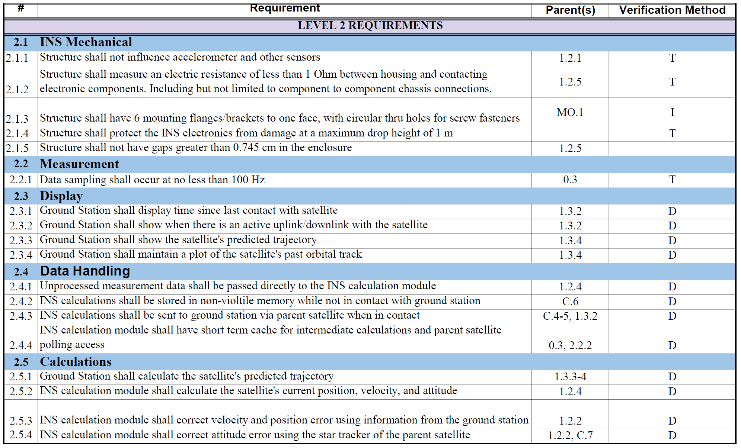 # Requirement Parent(s) Verification Method
LEVEL 2 REQUIREMENTS
2.1 INS Mechanical
2.1.1 Structure shall not influence accelerometer and other sensors 1.2.1 T
Structure shall measure an electric resistance of less than 1 Ohm between housing and contacting
2.1.2 electronic components. Including but not limited to component to component chassis connections. 1.2.5 T
2.1.3 Structure shall have 6 mounting flanges/brackets to one face, with circular thru holes for screw fasteners MO.1 I
2.1.4 Structure shall protect the INS electronics from damage at a maximum drop height of 1 m T
2.1.5 Structure shall not have gaps greater than 0.745 cm in the enclosure 1.2.5
2.2 Measurement
2.2.1 Data sampling shall occur at no less than 100 Hz 0.3 T
2.3 Display
2.3.1 Ground Station shall display time since last contact with satellite 1.3.2 D
2.3.2 Ground Station shall show when there is an active uplink/downlink with the satellite 1.3.2 D
2.3.3 Ground Station shall show the satellite's predicted trajectory 1.3.4 D
2.3.4 Ground Station shall maintain a plot of the satellite's past orbital track 1.3.4 D
2.4 Data Handling
2.4.1 Unprocessed measurement data shall be passed directly to the INS calculation module 1.2.4 D
2.4.2 INS calculations shall be stored in non-violtile memory while not in contact with ground station C.6 D
2.4.3 INS calculations shall be sent to ground station via parent satellite when in contact C.4-5, 1.3.2 D
INS calculation module shall have short term cache for intermediate calculations and parent satellite
2.4.4 polling access 0.3, 2.2.2 D
2.5 Calculations
2.5.1 Ground Station shall calculate the satellite's predicted trajectory 1.3.3-4 D
2.5.2 INS calculation module shall calculate the satellite's current position, velocity, and attitude 1.2.4 D
2.5.3 INS calculation module shall correct velocity and position error using information from the ground station 1.2.2 D
2.5.4 INS calculation module shall correct attitude error using the star tracker of the parent satellite 1.2.2, C.7 D